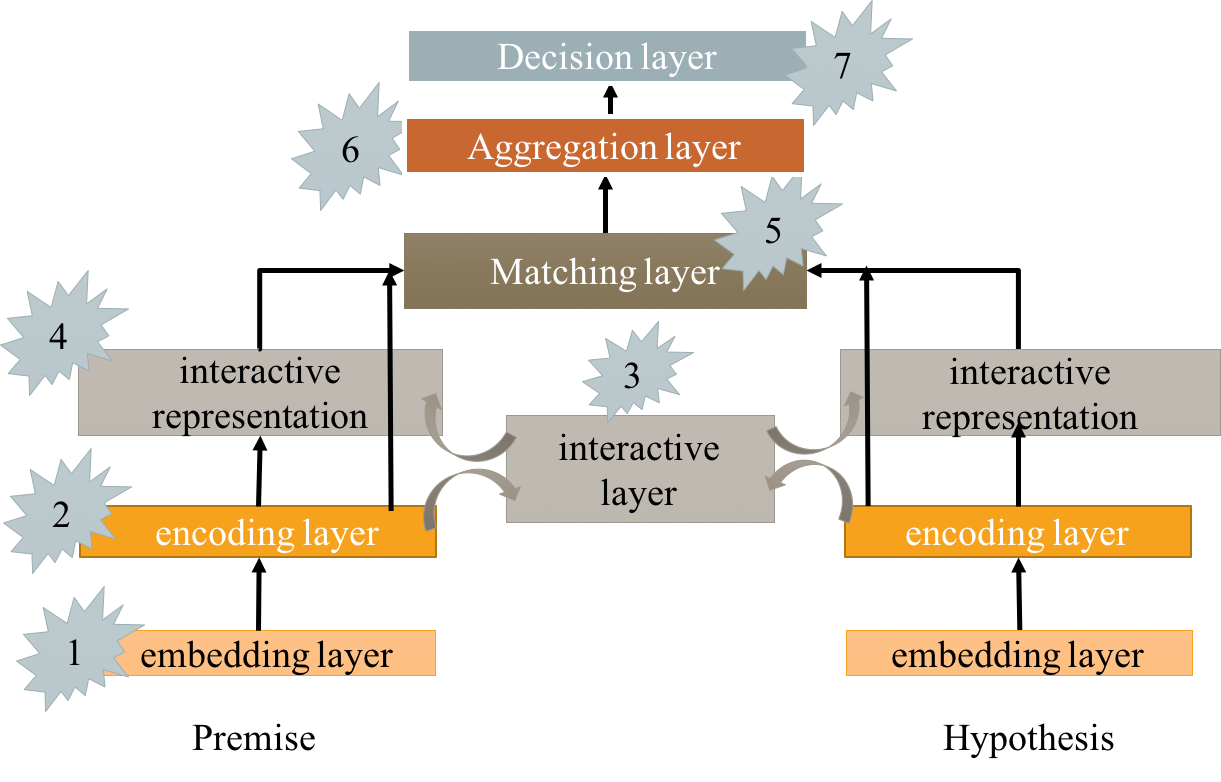 Decision layer
7
6
Aggregation layer
5
Matching layer
4
3
interactive
representation
interactive
representation
interactive
layer
2
encoding layer
encoding layer
1
embedding layer
embedding layer
Premise
Hypothesis